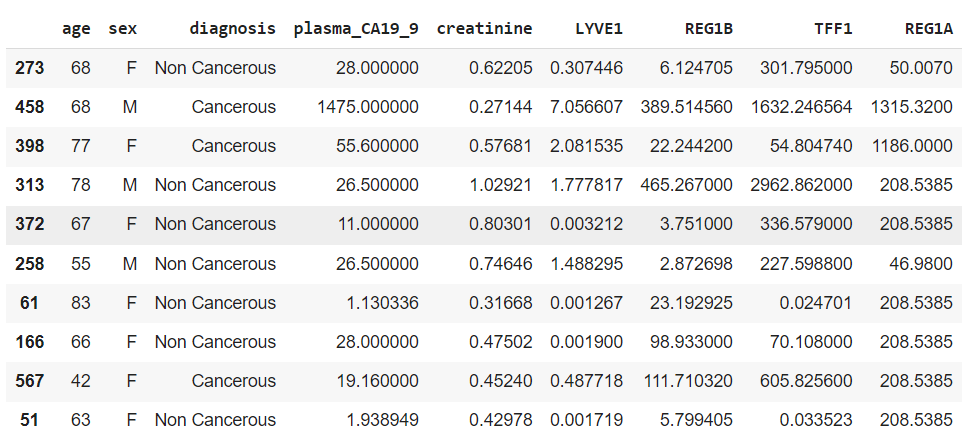 age sex diagnosis plasma_CA19_9 creatinine LYVE1 REG1B TFF1 REG1A
273 68 F Non Cancerous 28.000000 0.62205 0.307446 6.124705 301.795000 50.0070
458 68 M Cancerous 1475.000000 0.27144 7.056607 389.514560 1632.246564 1315.3200
398 77 F Cancerous 55.600000 0.57681 2.081535 22.244200 54.804740 1186.0000
313 78 M Non Cancerous 26.500000 1.02921 1.777817 465.267000 2962.862000 208.5385
372 67 F Non Cancerous 11.000000 0.80301 0.003212 3.751000 336.579000 208.5385
258 55 M Non Cancerous 26.500000 0.74646 1.488295 2.872698 227.598800 46.9800
61 83 F Non Cancerous 1.130336 0.31668 0.001267 23.192925 0.024701 208.5385
166 66 F Non Cancerous 28.000000 0.47502 0.001900 98.933000 70.108000 208.5385
567 42 F Cancerous 19.160000 0.45240 0.487718 111.710320 605.825600 208.5385
51 63 F Non Cancerous 1.938949 0.42978 0.001719 5.799405 0.033523 208.5385